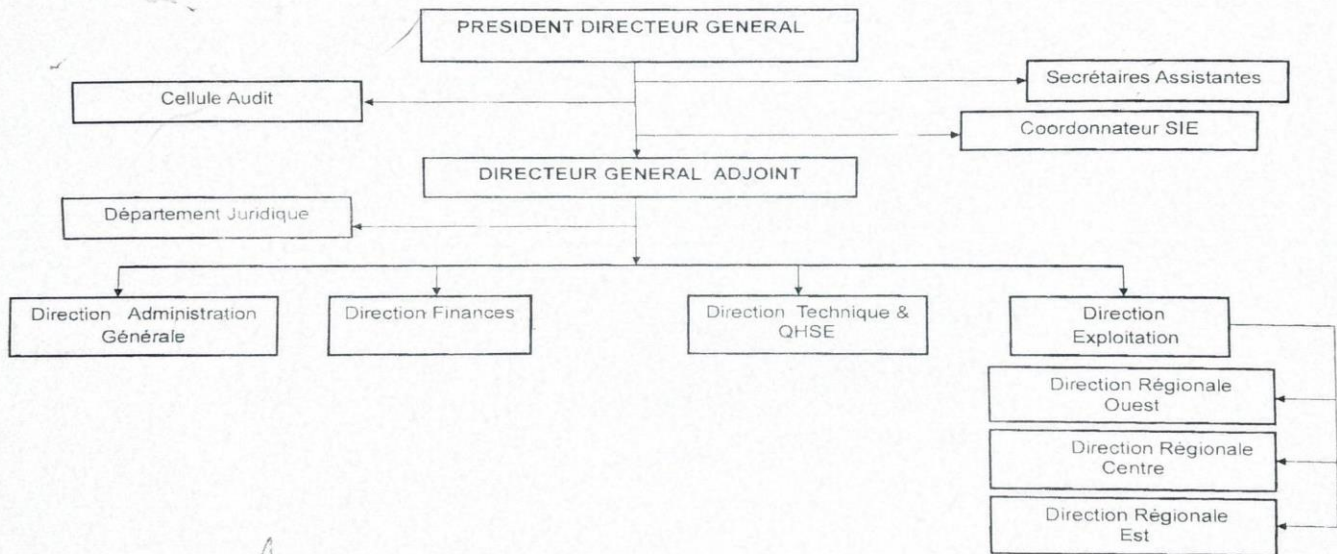 PRESIDENT DIRECTEUR GENERAL
Secrétaires Assistantes
Cellule Audit
Coordonnateur SIE
DIRECTEUR GENERAL ADJOINT
Département Juridique
Direction Administration
Générale
Direction Finances
Direction Technique &
QHSE
Direction
Exploitation
Direction Régionale
Ouest
Direction Régionale
Centre
Direction Régionale
Est